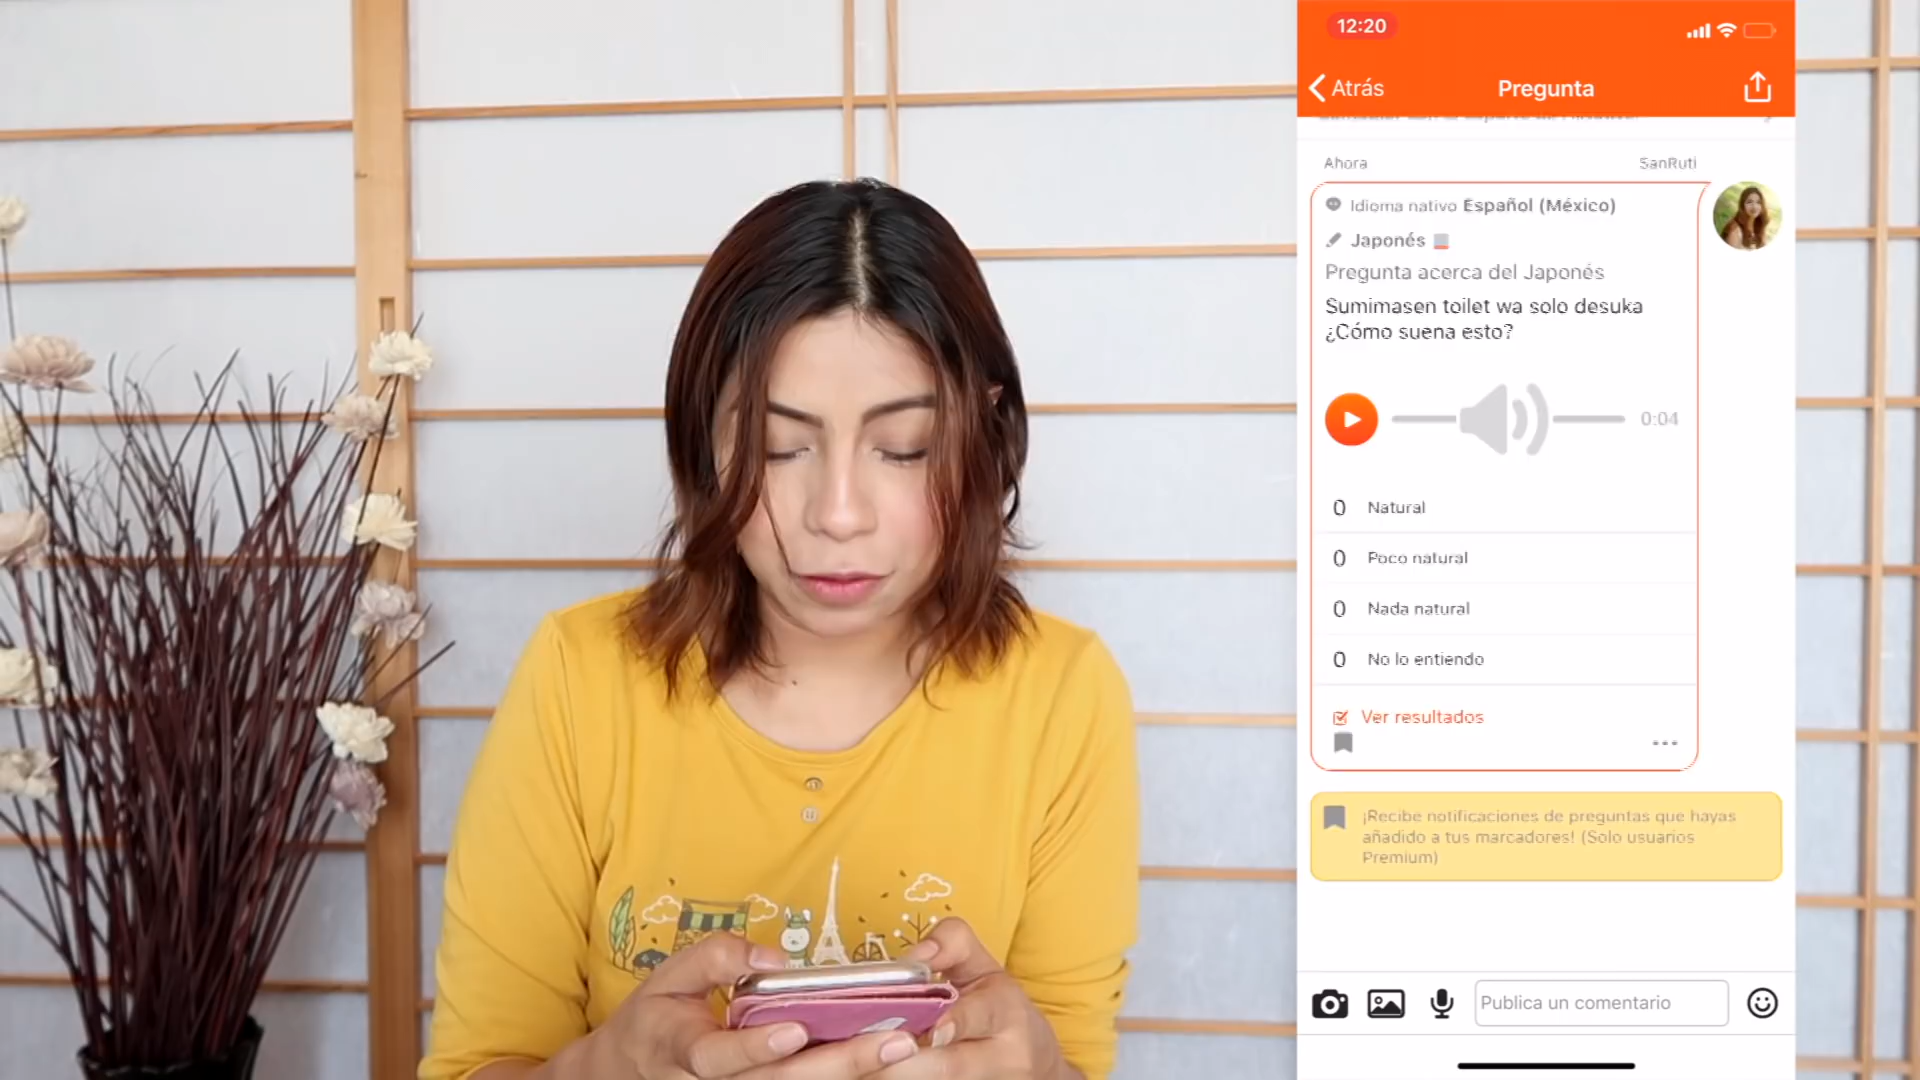 12:20
Atrás
Pregunta
Ahora
SanRuti
Idioma nativo Español (México)
Japonés
Pregunta acerca del Japonés
Sumimasen toilet wa solo desuka
¿Cómo suena esto?
0:04
0 Natural
0 Poco natural
0 Nada natural
0 No lo entiendo
Ver resultados
¡Recibe notificaciones de preguntas que hayas
añadido a tus marcadores! (Solo usuarios
Premium)
Publica un comentario